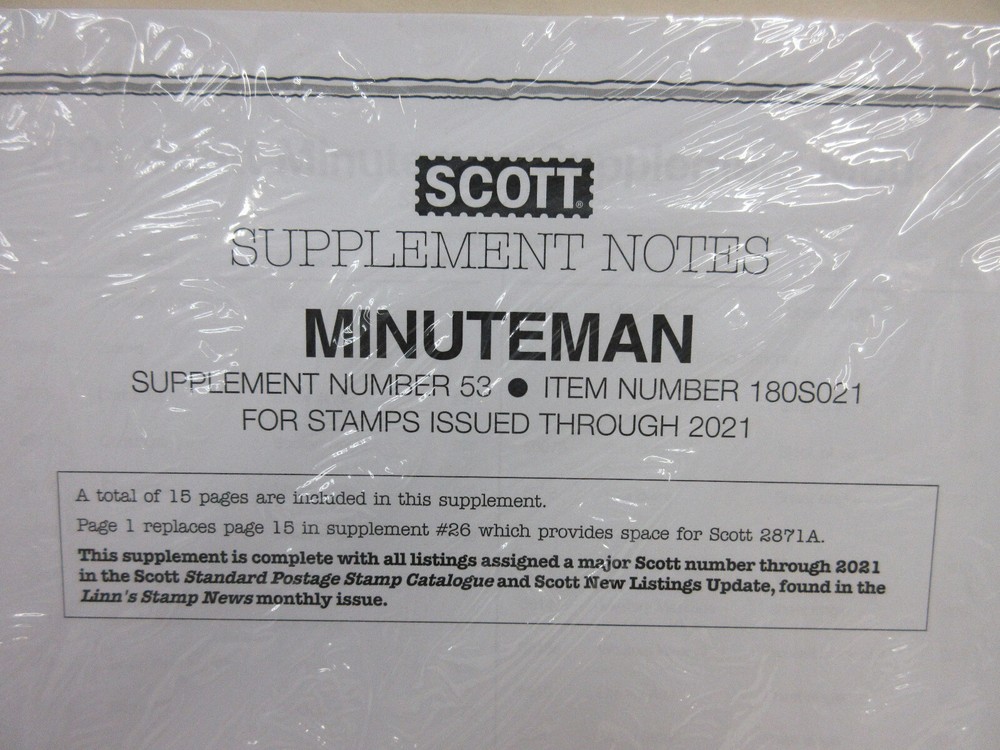 SCOTT®
SUPPLEMENT NOTES
MINUTEMAN
SUPPLEMENT NUMBER 53 ● ITEM NUMBER 180S021
FOR STAMPS ISSUED THROUGH 2021
A total of 15 pages are included in this supplement.
Page 1 replaces page 15 in supplement #26 which provides space for Scott 2871A.
This supplement is complete with all listings assigned a major Scott number through 2021
in the Scott Standard Postage Stamp Catalogue and Scott New Listings Update, found in the
Linn's Stamp News monthly issue.